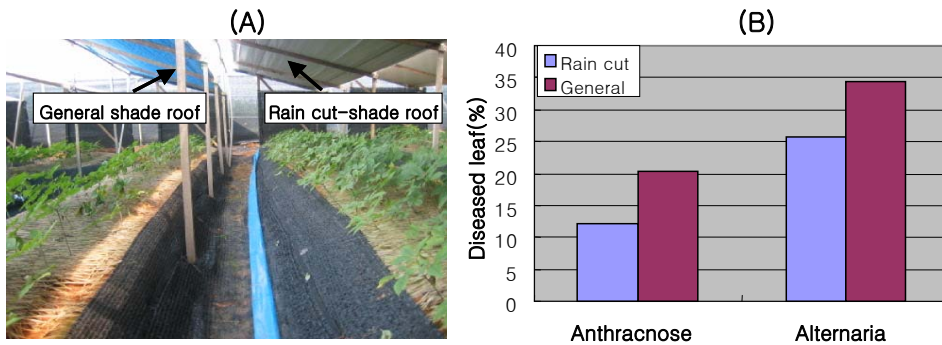 (A)
General shade roof
Rain cut-shade roof
(B)
Diseased leaf(%)
40
35
30
25
20
15
10
5
0
Rain cut
General
Anthracnose
Alternaria